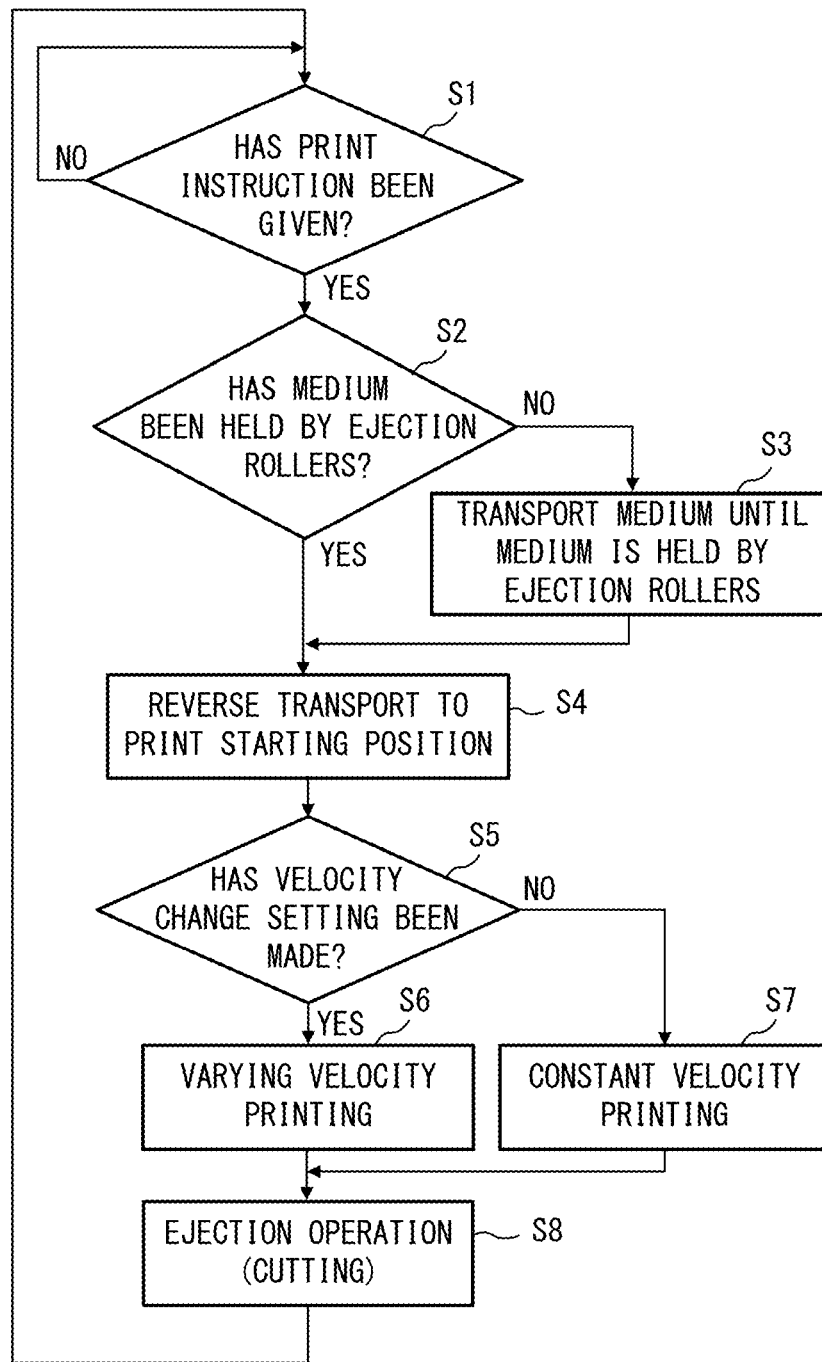 S1
HAS PRINT
INSTRUCTION BEEN
GIVEN?
NO
YES
S2
HAS MEDIUM
BEEN HELD BY EJECTION
ROLLERS?
NO
YES
S3
TRANSPORT MEDIUM UNTIL
MEDIUM IS HELD BY
EJECTION ROLLERS
REVERSE TRANSPORT TO
PRINT STARTING POSITION
S4
S5
HAS VELOCITY
CHANGE SETTING BEEN
MADE?
NO
YES
S6
VARYING VELOCITY
PRINTING
S7
CONSTANT VELOCITY
PRINTING
EJECTION OPERATION
(CUTTING)
S8